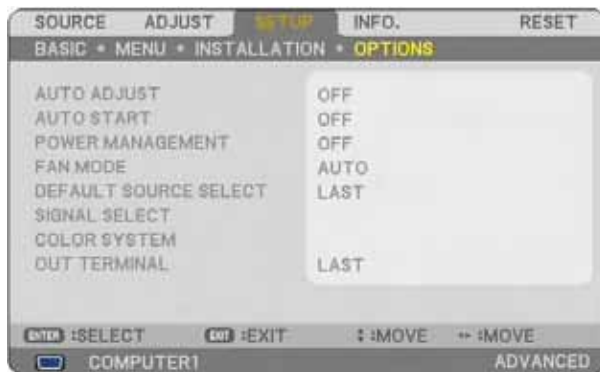 SOURCE ADJUST SETUP INFO. RESET
BASIC • MENU • INSTALLATION • OPTIONS
AUTO ADJUST OFF
AUTO START OFF
POWER MANAGEMENT OFF
FAN MODE AUTO
DEFAULT SOURCE SELECT LAST
SIGNAL SELECT
COLOR SYSTEM
OUT TERMINAL LAST
ENTER :SELECT EXIT :EXIT ↕ :MOVE ↔ :MOVE
COMPUTER1 ADVANCED